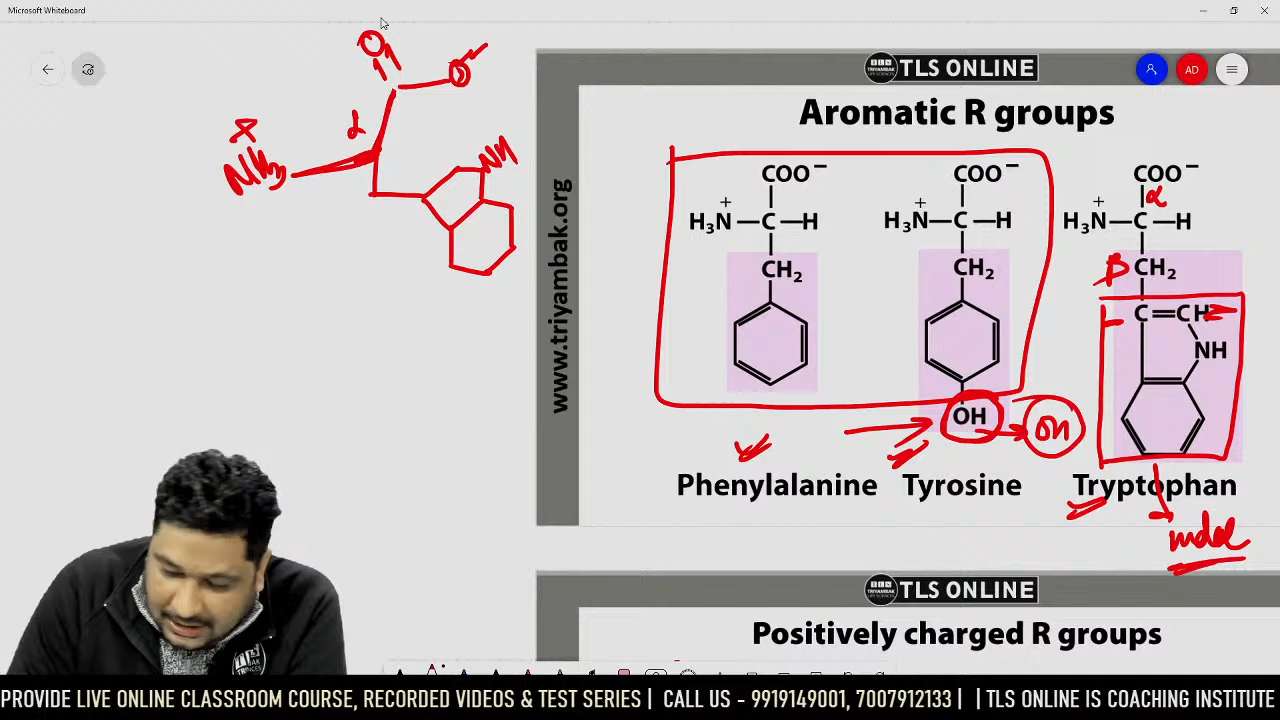 Microsoft Whiteboard
TLS ONLINE
AD
Aromatic R groups
O
O
α
NH3
NH
COO− COO− COO−
α
+ + +
H3N—C—H H3N—C—H H3N—C—H
β
CH2 CH2 CH2
C=CH
NH
OH
OH
Phenylalanine Tyrosine Tryptophan
indole
www.triyambak.org
TLS ONLINE
Positively charged R groups
PROVIDE LIVE ONLINE CLASSROOM COURSE, RECORDED VIDEOS & TEST SERIES | CALL US - 9919149001, 7007912133 | | TLS ONLINE IS COACHING INSTITUTE